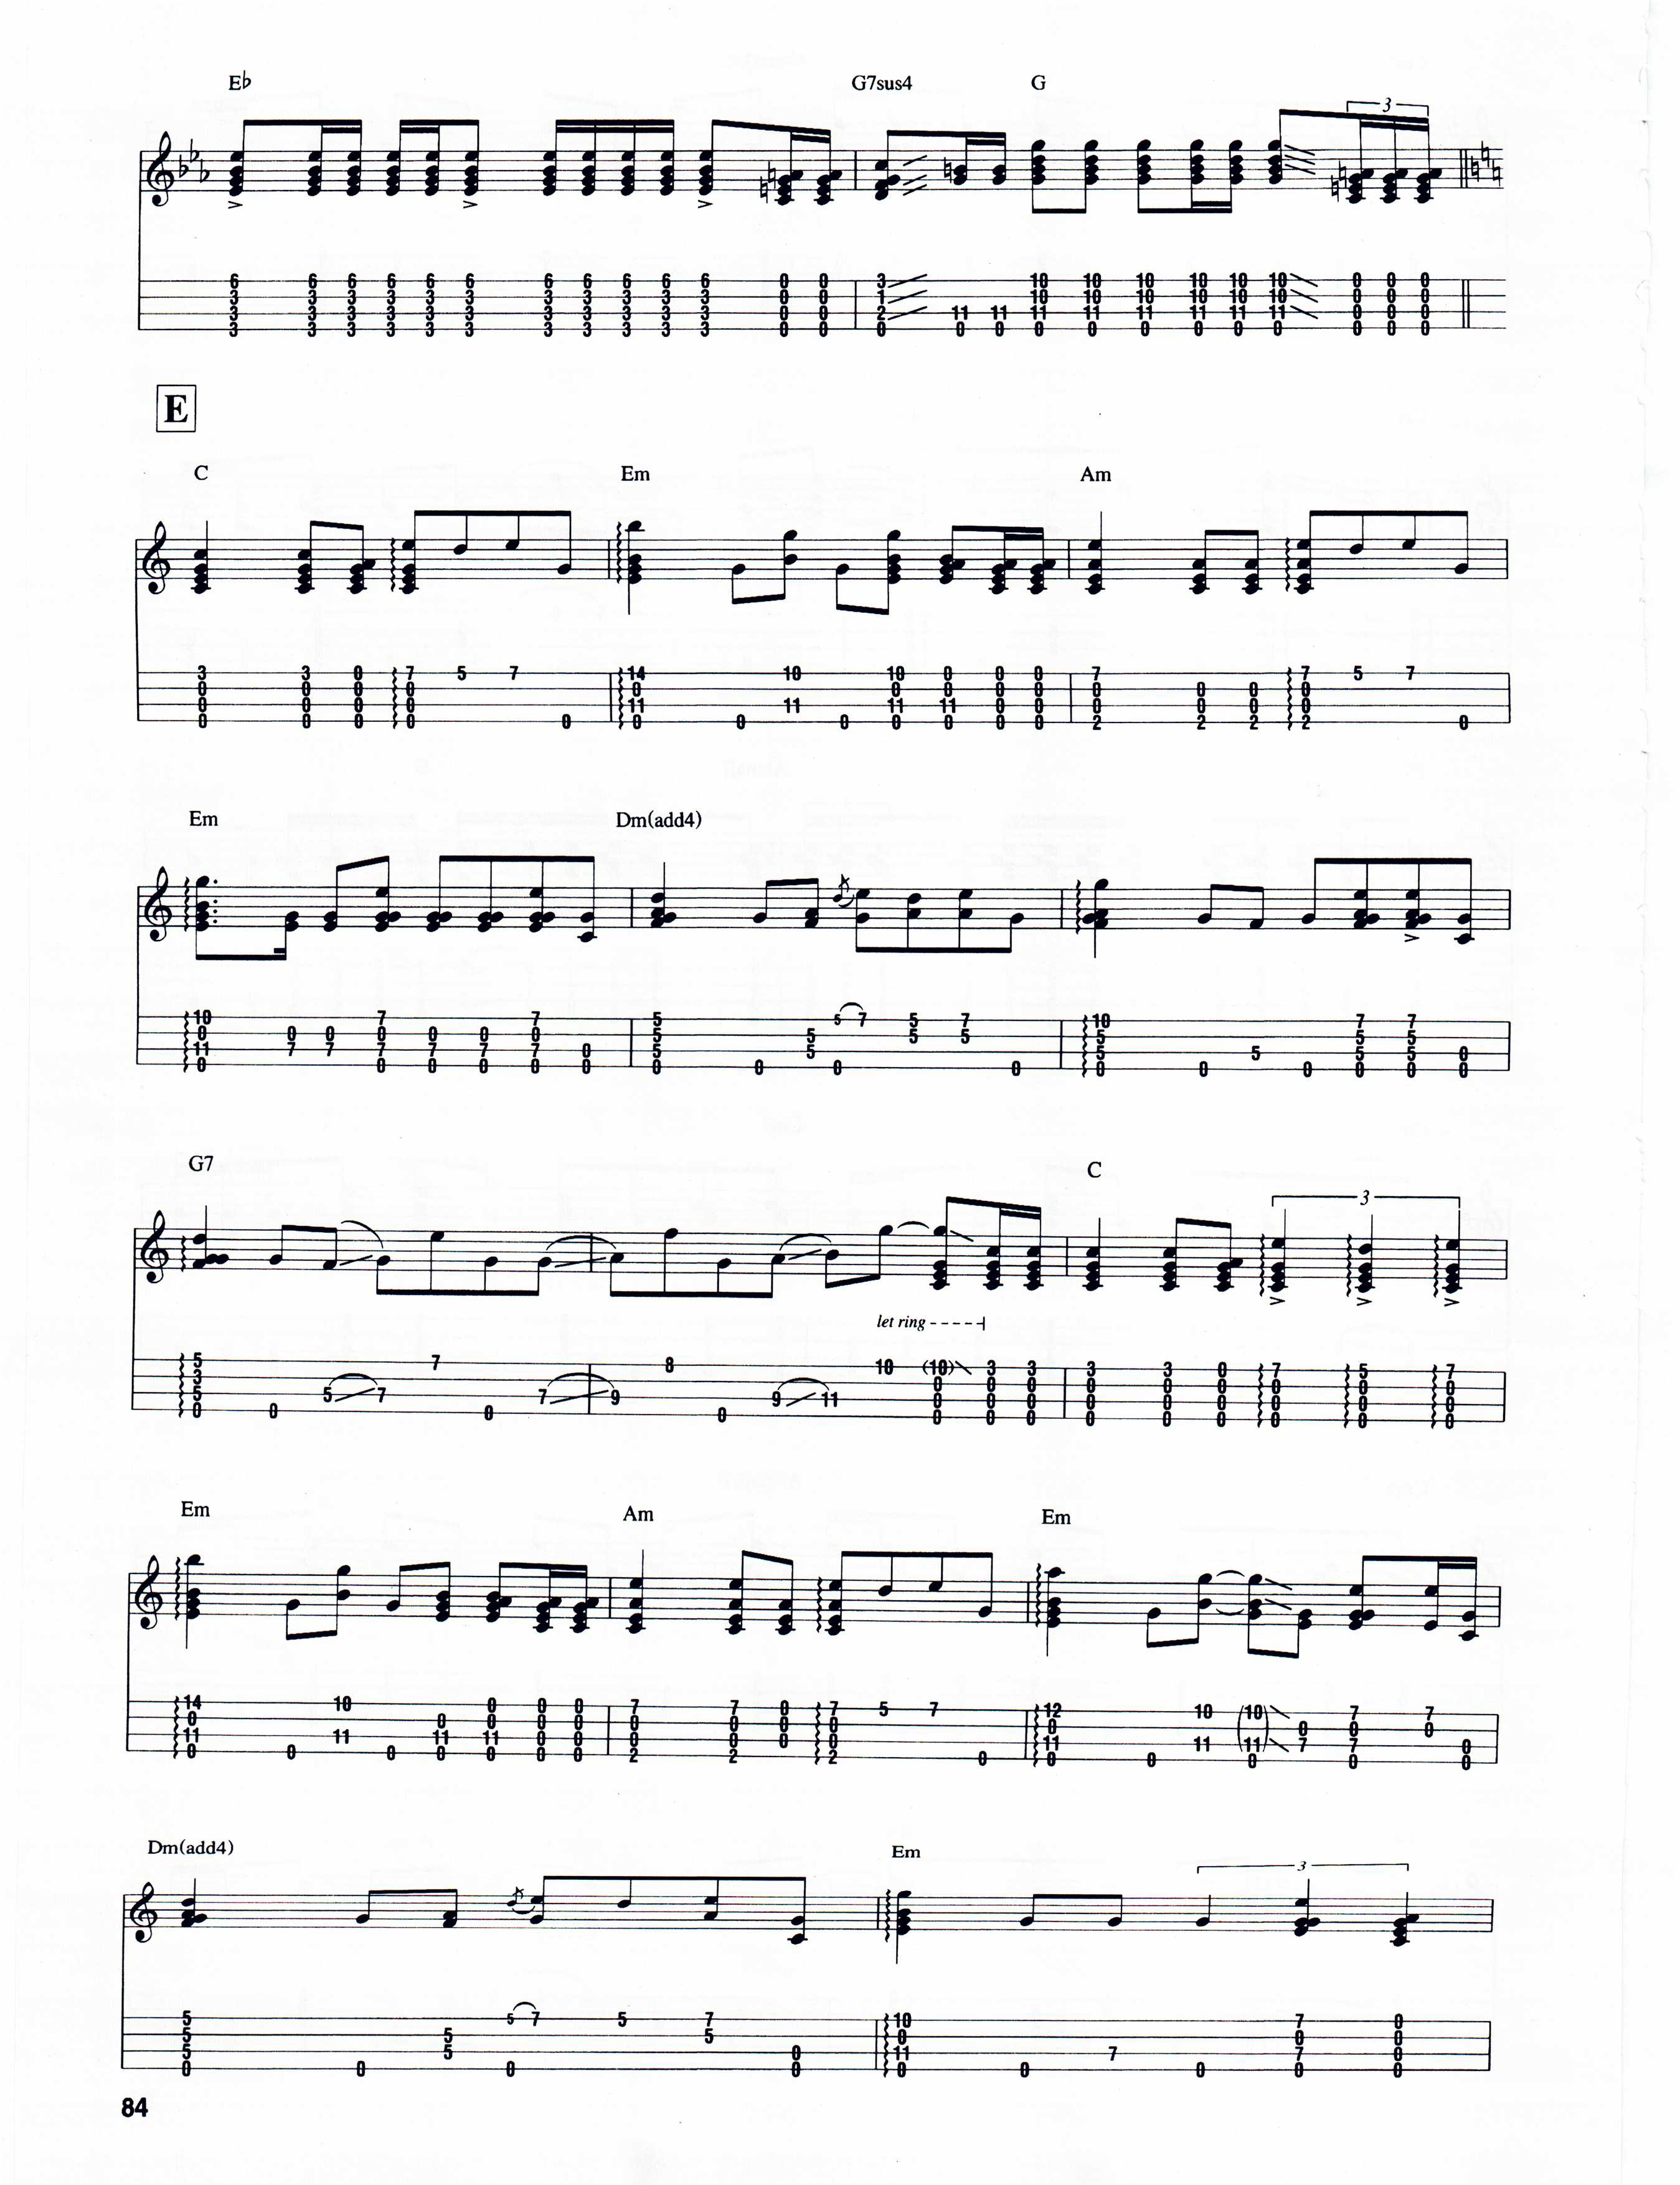 E♭ G7sus4 G
3
6 6 6 6 6 6 6 6 6 6 6 0 0 3 10 10 10 10 10 10 0 0 0
3 3 3 3 3 3 3 3 3 3 3 0 0 1 10 10 10 10 10 10 0 0 0
3 3 3 3 3 3 3 3 3 3 3 0 0 2 11 11 11 11 11 11 11 11 0 0 0
3 3 3 3 3 3 3 3 3 3 3 0 0 0 0 0 0 0 0 0 0 0 0 0 0
E
C Em Am
3 3 0 7 5 7 14 10 10 0 0 0 7 7 5 7
0 0 0 0 0 0 0 0 0 0 0 0 0
0 0 0 0 11 11 11 11 0 0 0 0 0 0
0 0 0 0 0 0 0 0 0 0 0 0 2 2 2 2 0
Em Dm(add4)
10 7 7 5 5 7 5 7 10 7 7
0 0 0 0 0 0 0 5 5 5 5 5 5 5
11 7 7 7 7 7 7 0 5 5 5 5 5 5 0
0 0 0 0 0 0 0 0 0 0 0 0 0 0 0 0
G7 C
3
let ring
5 7 8 10 (10) 3 3 3 3 0 7 5 7
3 0 0 0 0 0 0 0 0 0
5 5 7 7 9 9 11 0 0 0 0 0 0 0 0 0
0 0 0 0 0 0 0 0 0 0 0 0 0
Em Am Em
14 10 0 0 0 7 7 0 7 5 7 12 10 (10) 7 7
0 0 0 0 0 0 0 0 0 0 0 0 0
11 11 11 11 0 0 0 0 0 0 11 11 (11) 7 7 0
0 0 0 0 0 0 0 2 2 2 0 0 0 0 0 0
Dm(add4) Em
3
5 5 7 5 7 10 7 0
5 5 5 0 0 0
5 5 0 11 7 7 0
0 0 0 0 0 0 0 0 0
84